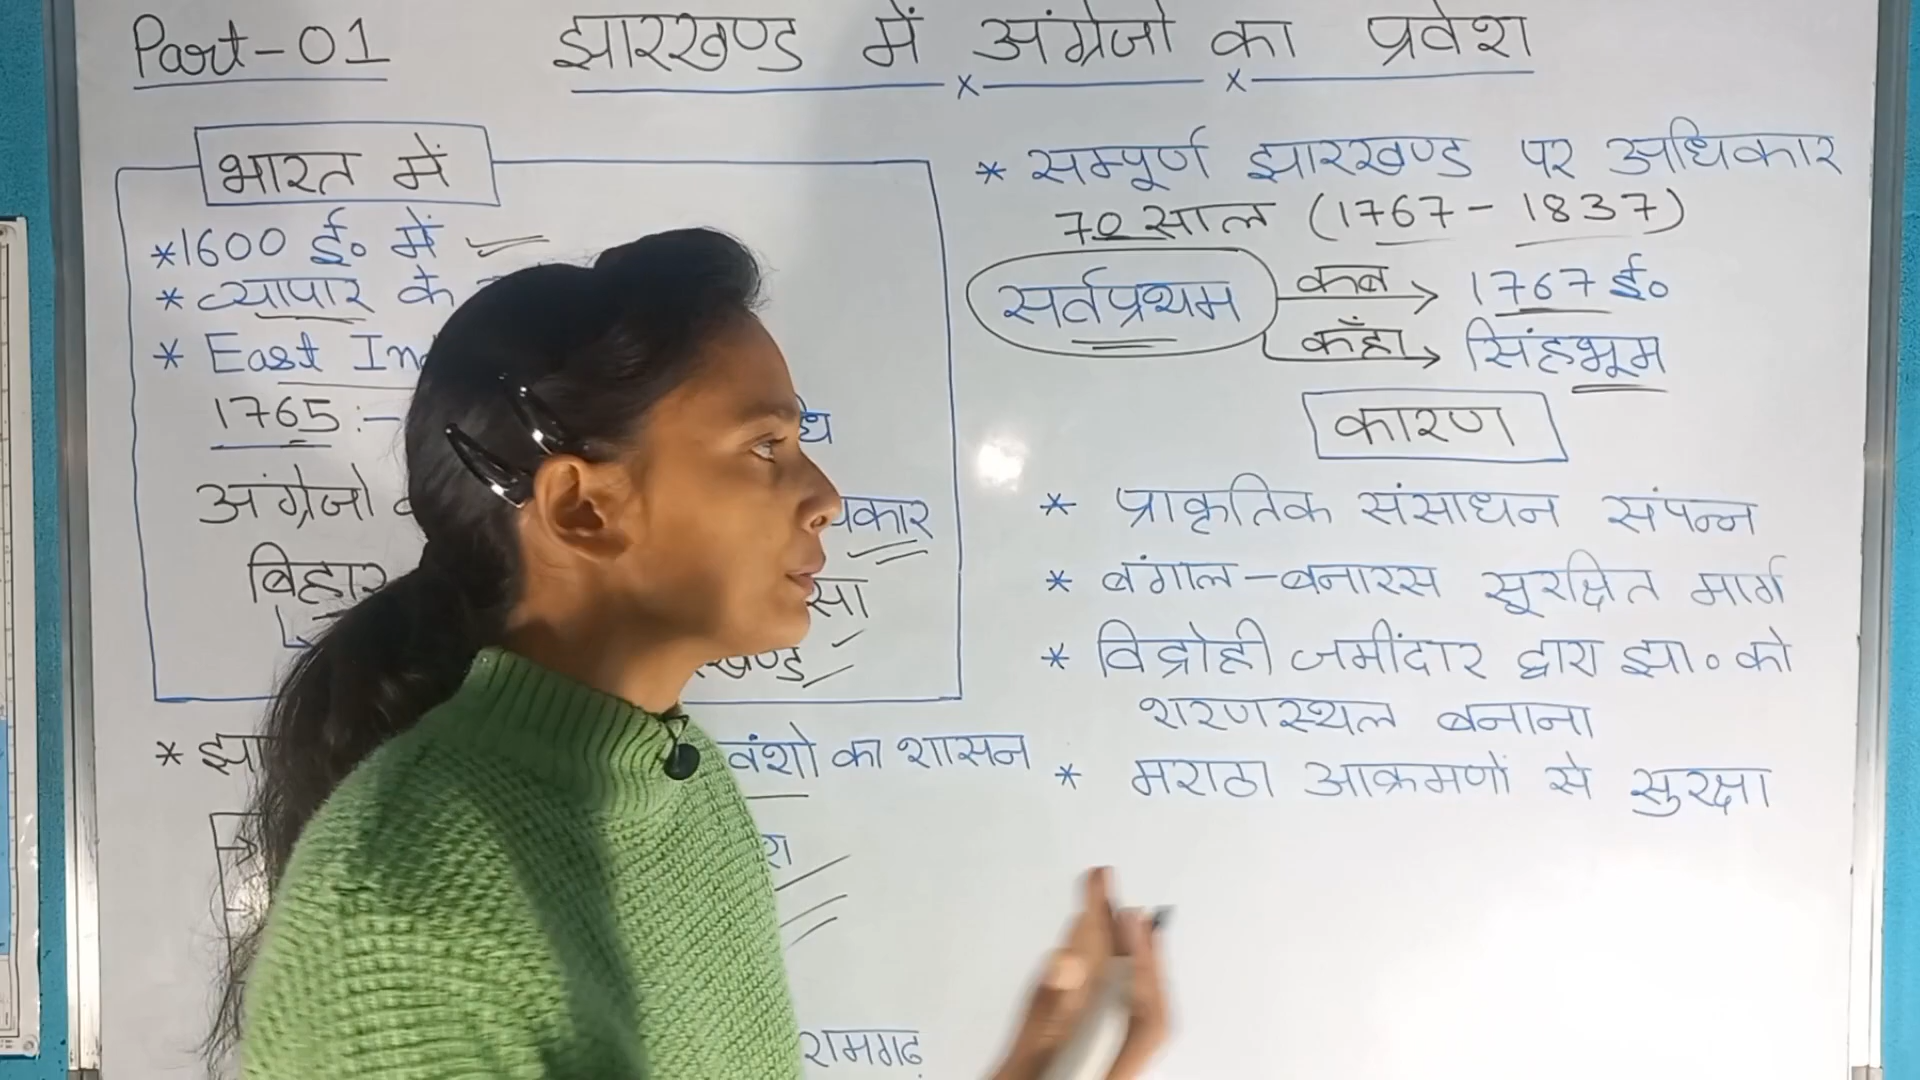 Part-01 झारखण्ड में अंग्रेजो का प्रवेश
भारत में
*1600 ई० में
* व्यापार के
* East
1765 :-
अंग्रेजो
बिहार
* वंशो का शासन
रामगढ़
* सम्पूर्ण झारखण्ड पर अधिकार
70 साल (1767 - 1837)
सर्वप्रथम कब → 1767 ई०
कहाँ → सिंहभूम
कारण
* प्राकृतिक संसाधन संपन्न
* बंगाल-बनारस सुरक्षित मार्ग
* विद्रोही जमींदार द्वारा झा० को
शरणस्थल बनाना
* मराठा आक्रमणों से सुरक्षा